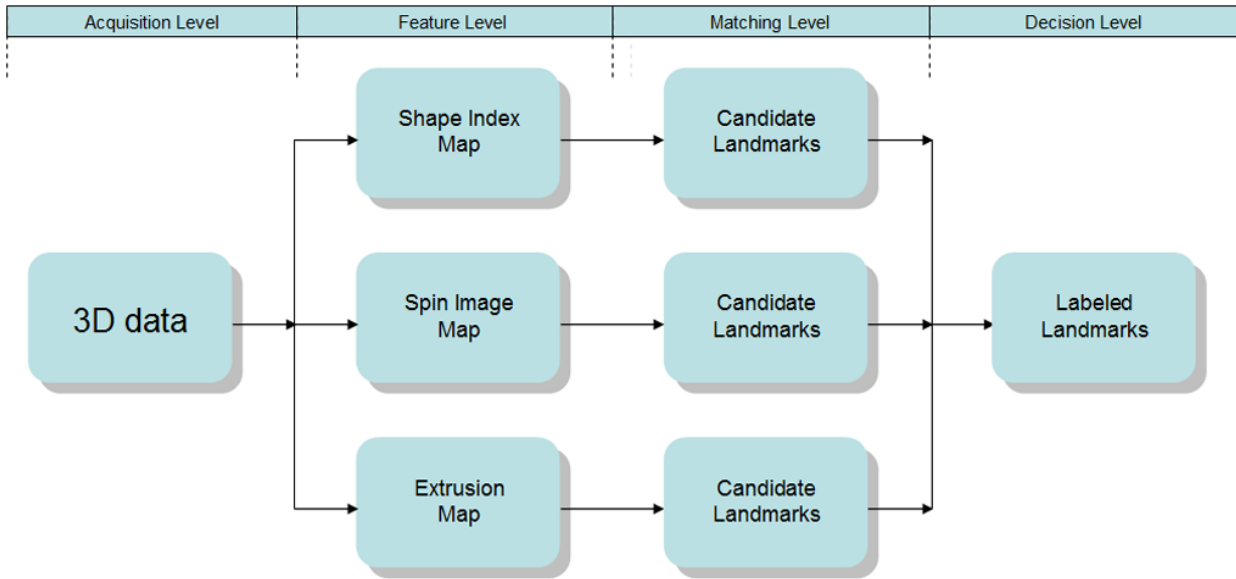 Acquisition Level
Feature Level
Matching Level
Decision Level
Shape Index
Map
Candidate
Landmarks
3D data
Spin Image
Map
Candidate
Landmarks
Labeled
Landmarks
Extrusion
Map
Candidate
Landmarks